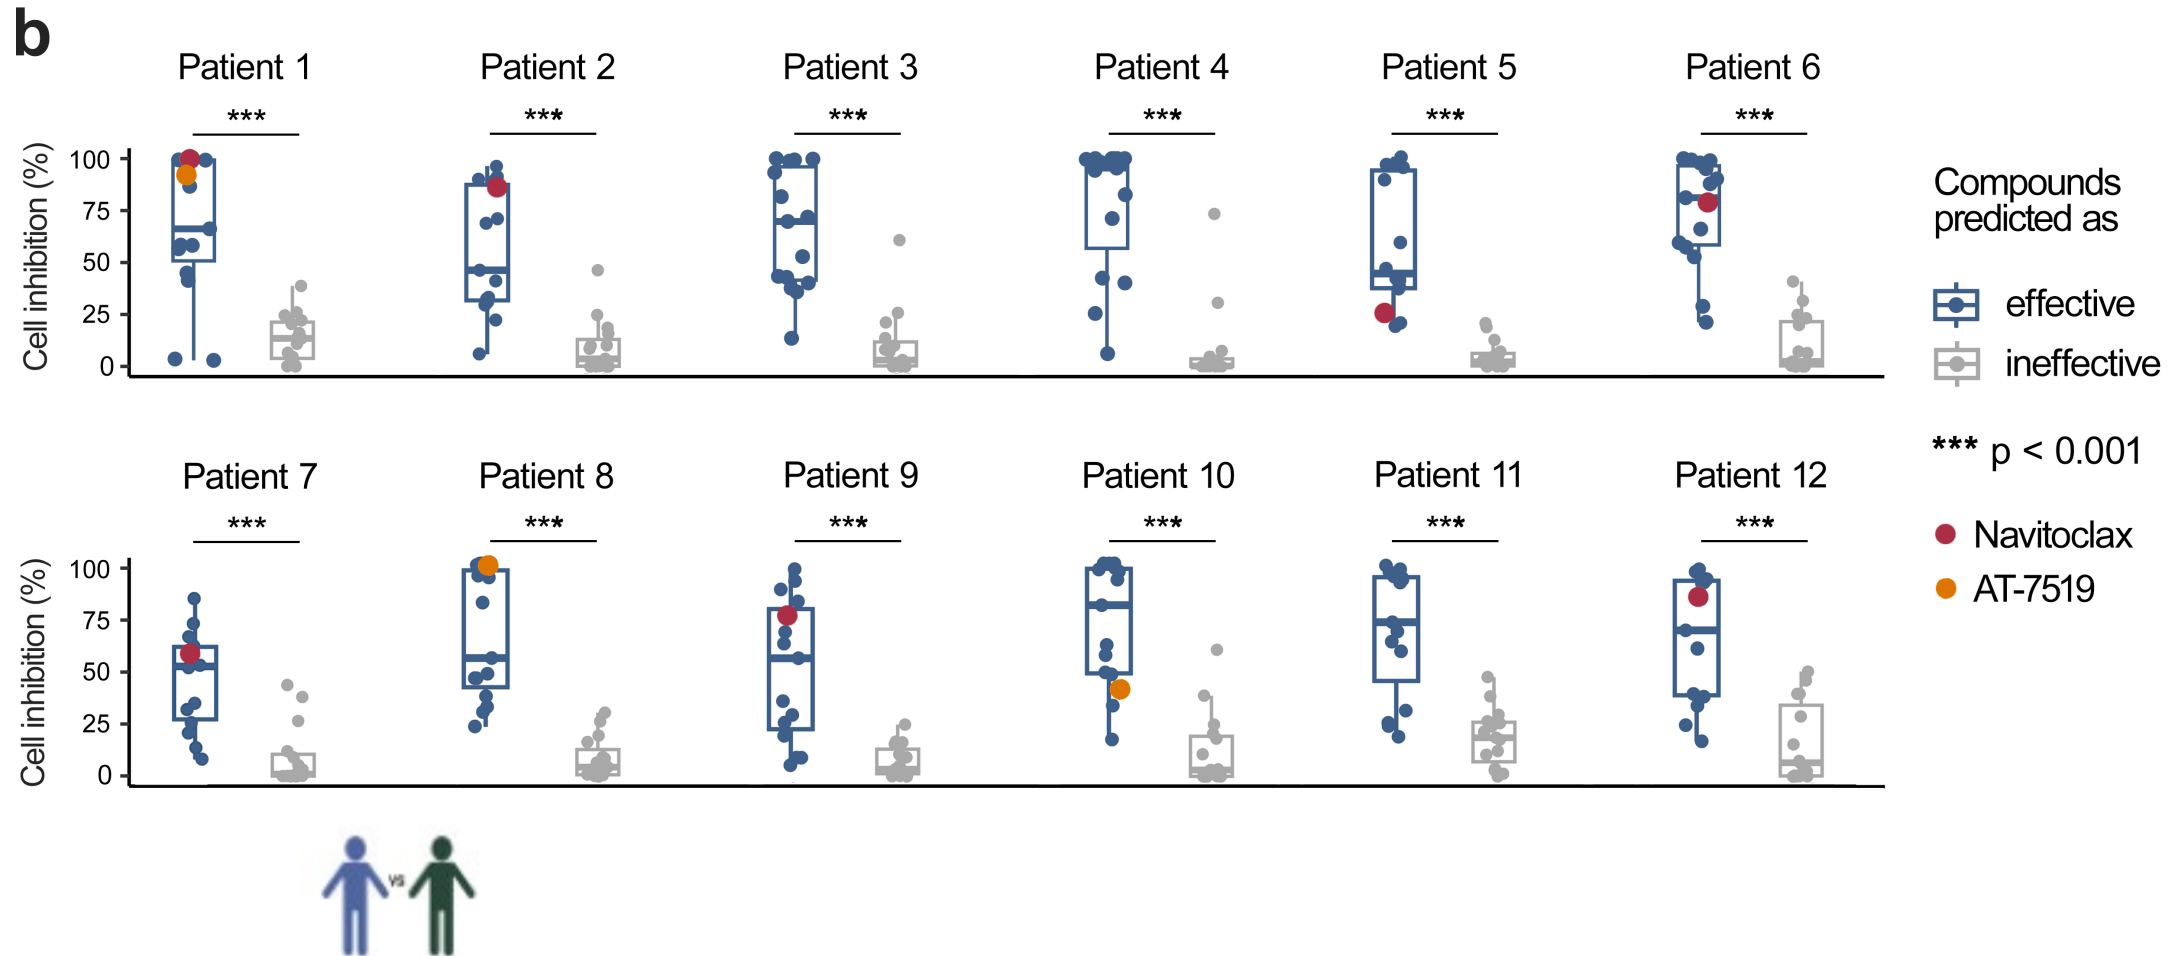 b
Patient 1
Patient 2
Patient 3
Patient 4
Patient 5
Patient 6
***
***
***
***
***
***
Cell inhibition (%)
100
75
50
25
0
Compounds
predicted as
effective
ineffective
*** p < 0.001
Navitoclax
AT-7519
Patient 7
Patient 8
Patient 9
Patient 10
Patient 11
Patient 12
***
***
***
***
***
***
Cell inhibition (%)
100
75
50
25
0
vs